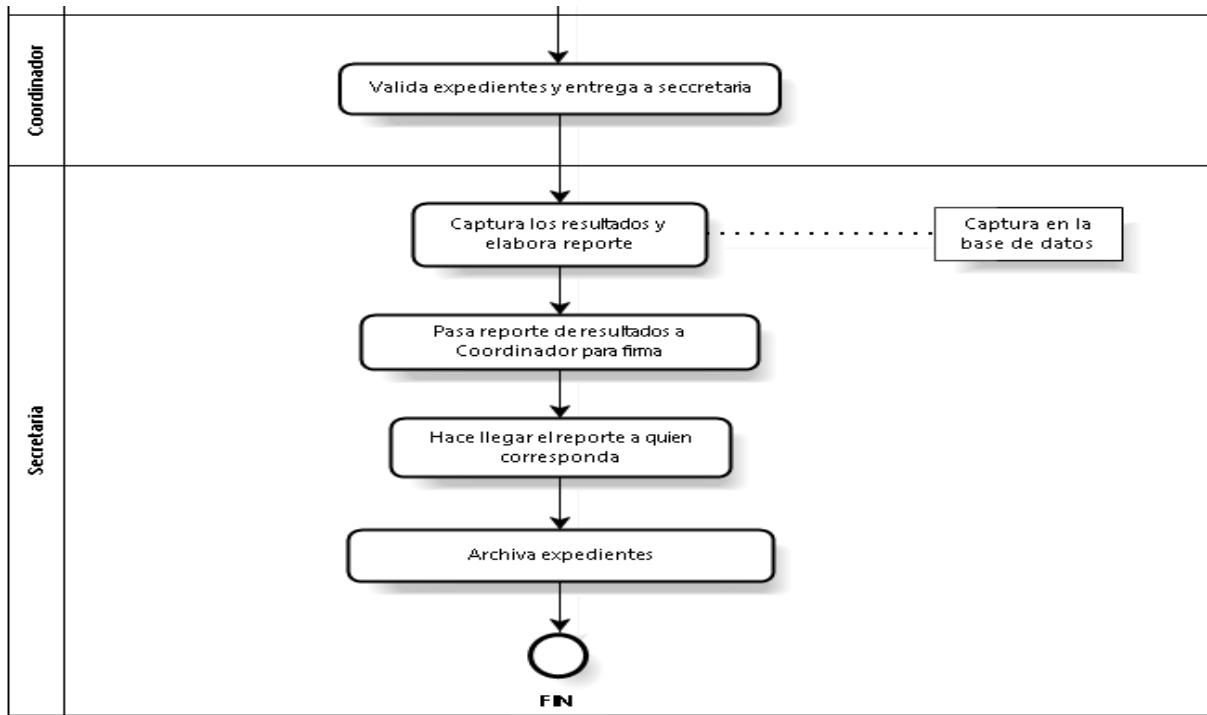 Coordinador
Valida expedientes y entrega a seccretaria
Secretaria
Captura los resultados y
elabora reporte
Captura en la
base de datos
Pasa reporte de resultados a
Coordinador para firma
Hace llegar el reporte a quien
corresponda
Archiva expedientes
FIN